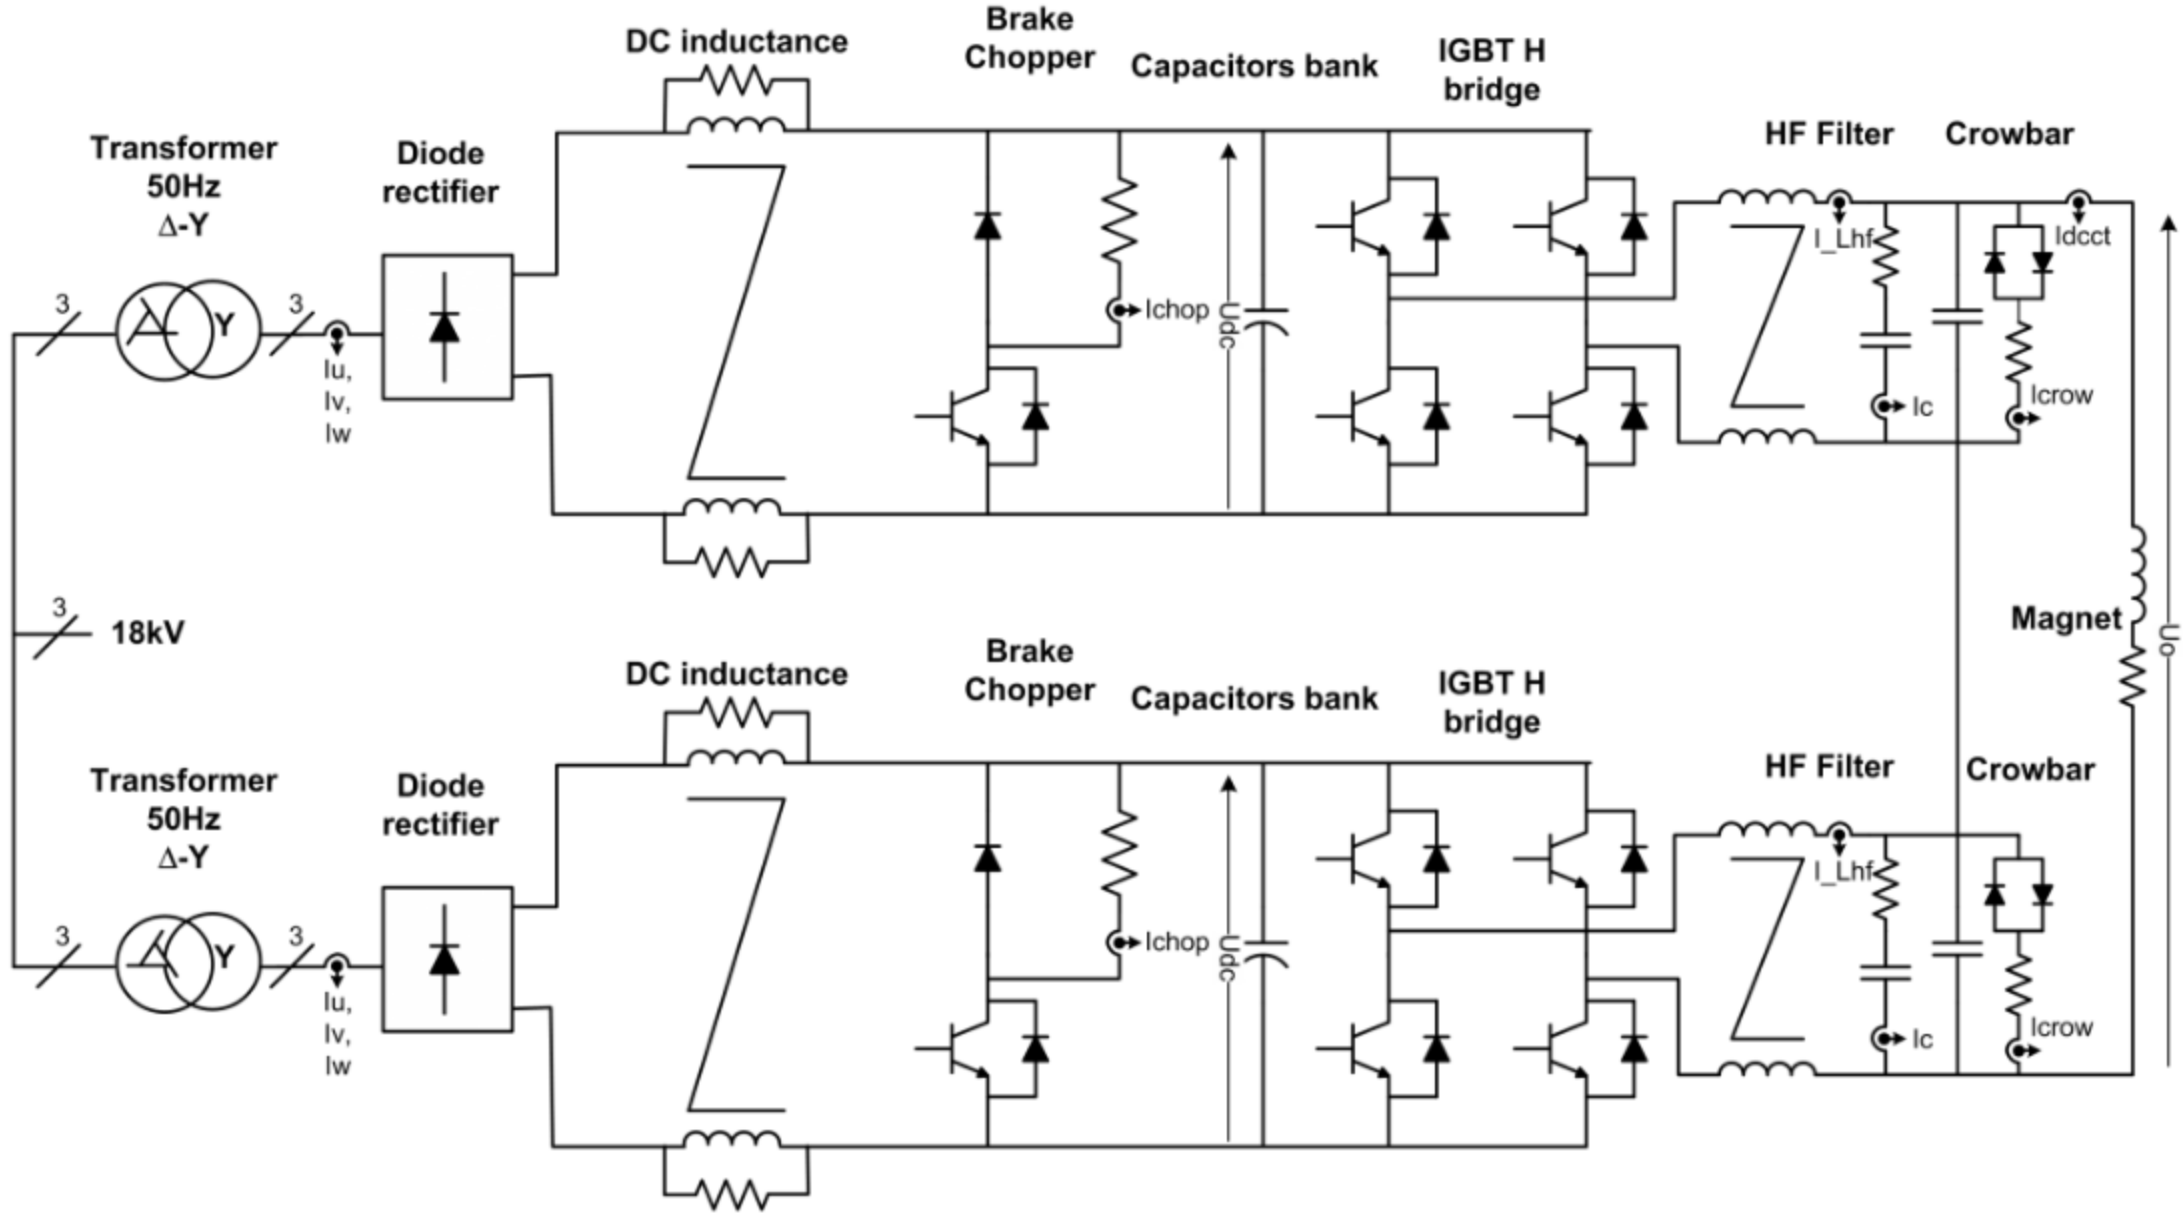 DC inductance
Brake
Chopper
Capacitors bank
IGBT H
bridge
HF Filter
Crowbar
Transformer
50Hz
Δ-Y
Diode
rectifier
3
Y
3
Iu,
Iv,
Iw
Ichop
Udc
I_Lhf
Idcct
Ic
Icrow
3
18kV
Magnet
Uo
DC inductance
Brake
Chopper
Capacitors bank
IGBT H
bridge
HF Filter
Crowbar
Transformer
50Hz
Δ-Y
Diode
rectifier
3
Y
3
Iu,
Iv,
Iw
Ichop
Udc
I_Lhf
Ic
Icrow